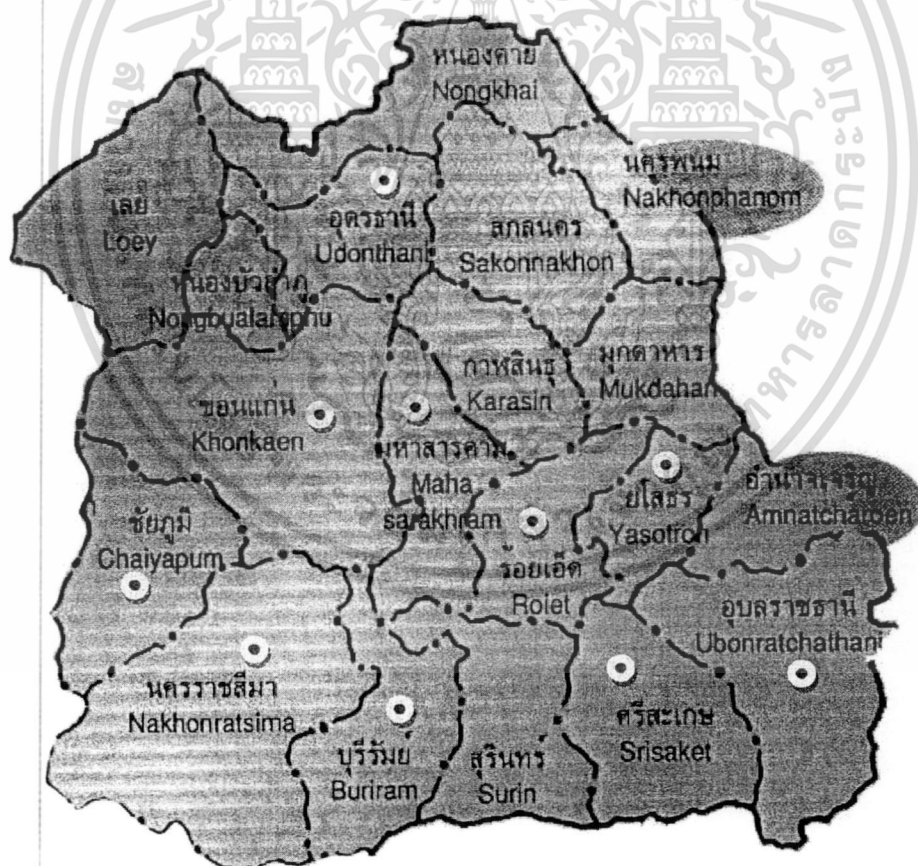 หนองคาย
Nongkhai
นครพนม
Nakhonphanom
เลย
Loey
อุดรธานี
Udonthani
สกลนคร
Sakonnakhon
หนองบัวลำภู
Nongbualamphu
กาฬสินธุ์
Karasin
มุกดาหาร
Mukdahan
ขอนแก่น
Khonkaen
มหาสารคาม
Maha
sarakhram
ยโสธร
Yasotron
อำนาจเจริญ
Amnatcharoen
ชัยภูมิ
Chaiyapum
ร้อยเอ็ด
Roiet
อุบลราชธานี
Ubonratchathani
นครราชสีมา
Nakhonratsima
ศรีสะเกษ
Srisaket
บุรีรัมย์
Buriram
สุรินทร์
Surin